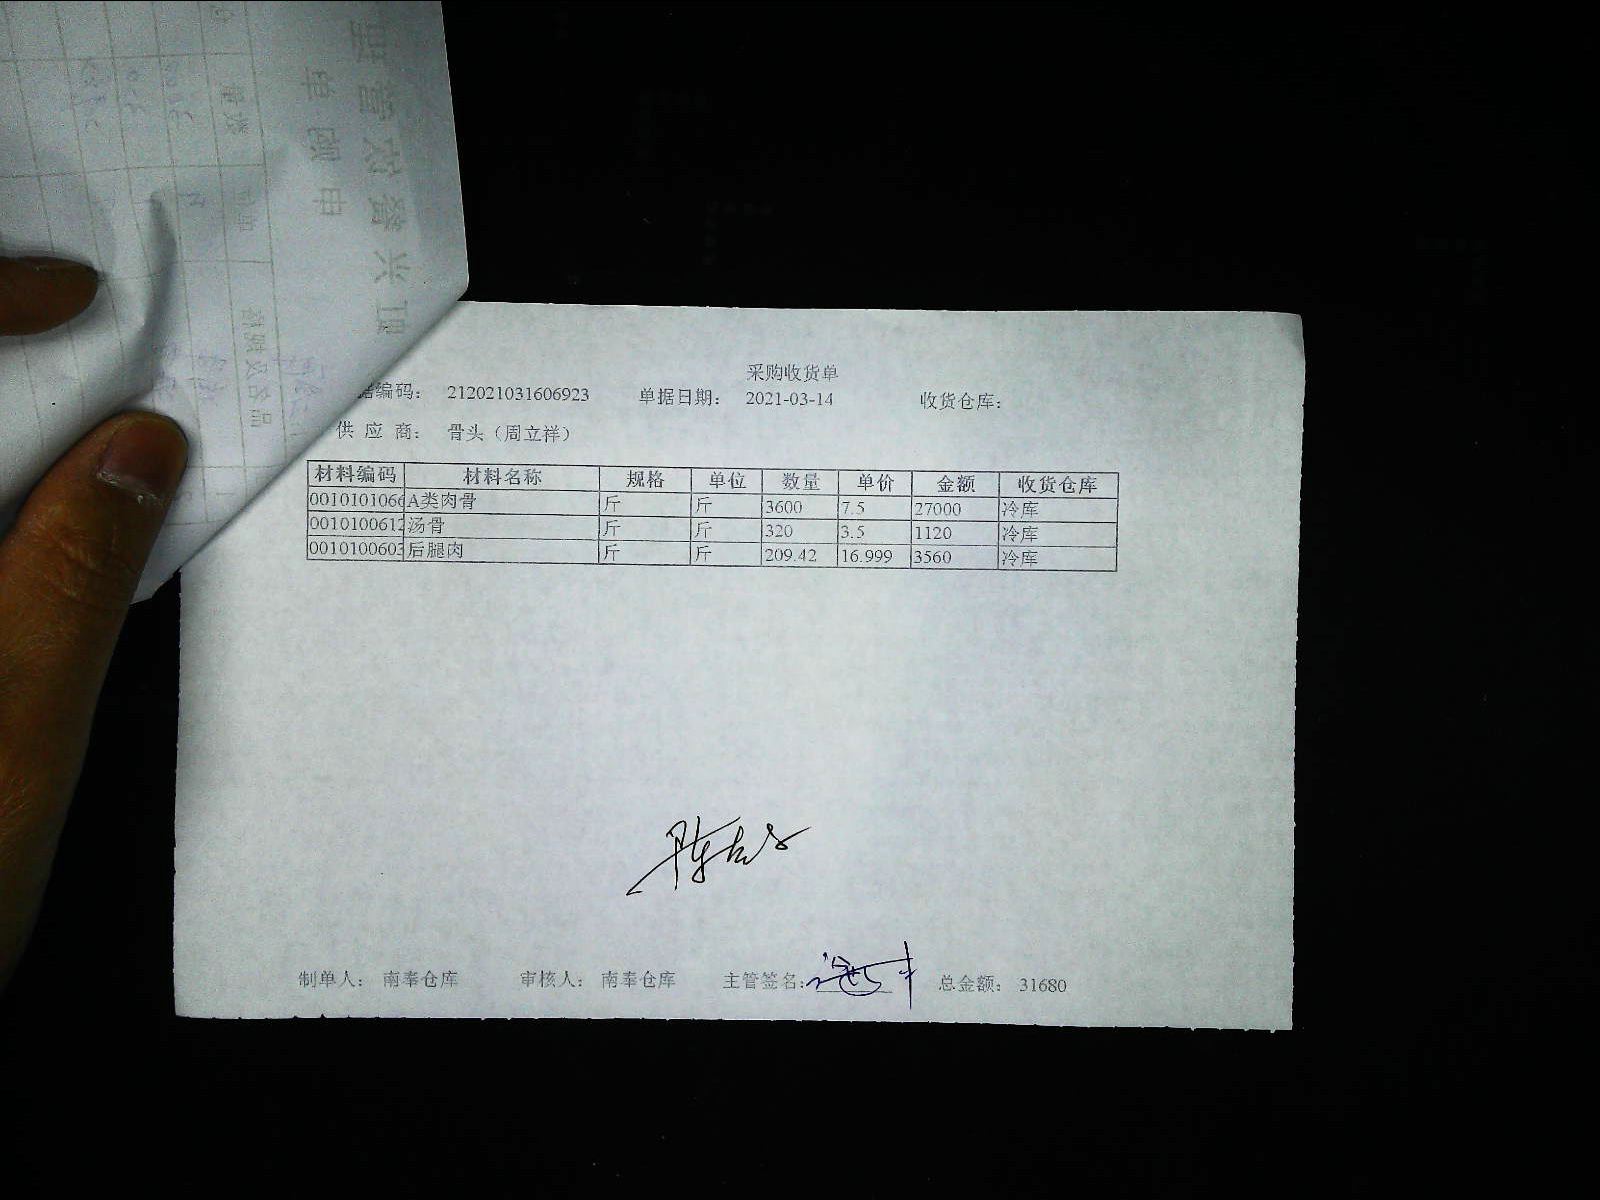 采购收货单
据编码： 212021031606923 单据日期： 2021-03-14 收货仓库：
供 应 商： 骨头（周立祥）
材料编码 材料名称 规格 单位 数量 单价 金额 收货仓库
0010101066 A类肉骨 斤 斤 3600 7.5 27000 冷库
0010100612 汤骨 斤 斤 320 3.5 1120 冷库
0010100603 后腿肉 斤 斤 209.42 16.999 3560 冷库
制单人： 南奉仓库 审核人： 南奉仓库 主管签名： 总金额： 31680